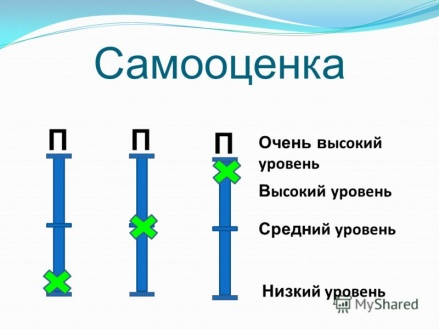 Самооценка
П П П
Очень высокий
уровень
Высокий уровень
Средний уровень
Низкий уровень
MyShared